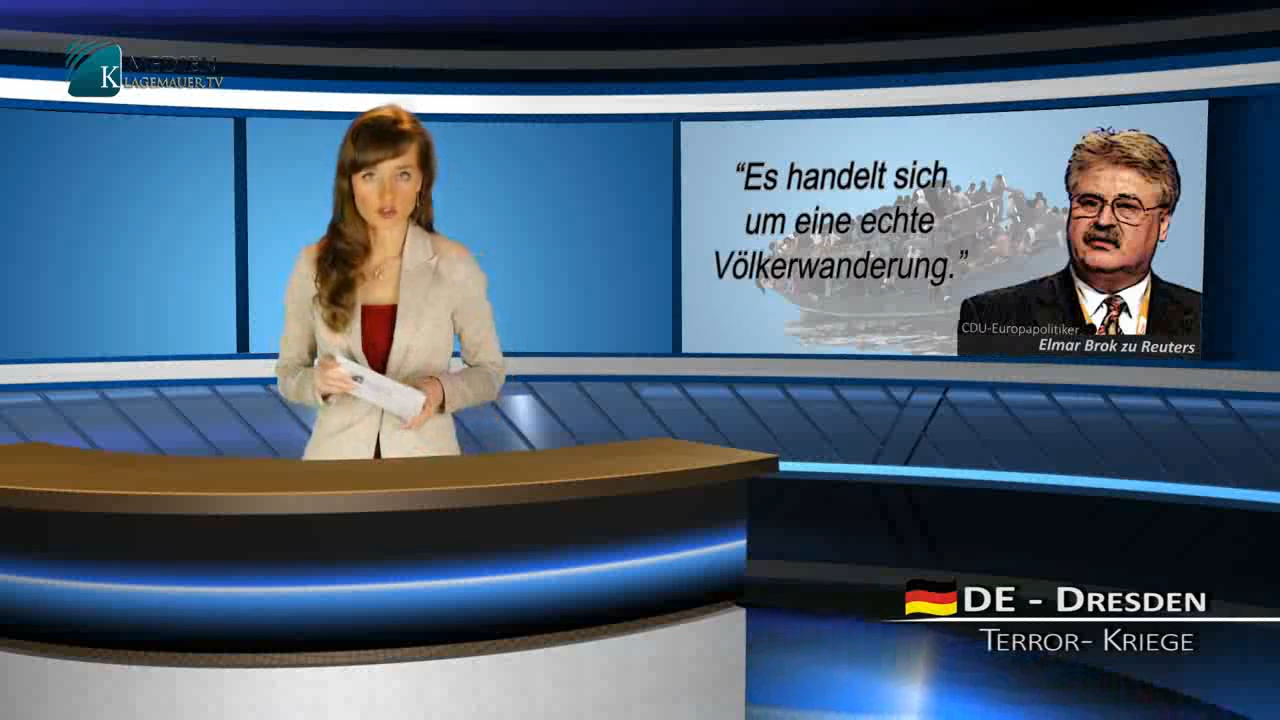 MEDIEN
KLAGEMAUER.TV
“Es handelt sich
um eine echte
Völkerwanderung.”
CDU-Europapolitiker
Elmar Brok zu Reuters
DE - DRESDEN
TERROR- KRIEGE